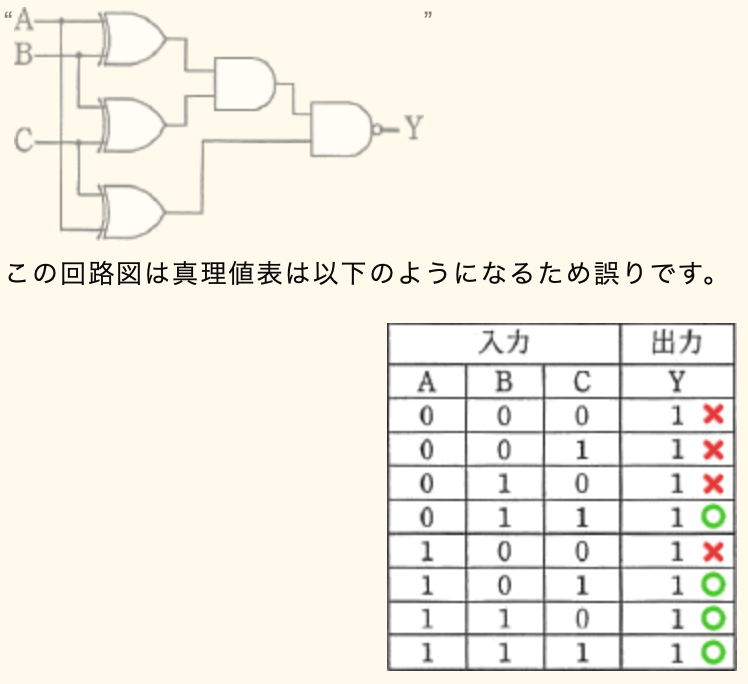 “A ”
B
C
Y
この回路図は真理値表は以下のようになるため誤りです。
入力 出力
A B C Y
0 0 0 1
0 0 1 1
0 1 0 1
0 1 1 1
1 0 0 1
1 0 1 1
1 1 0 1
1 1 1 1